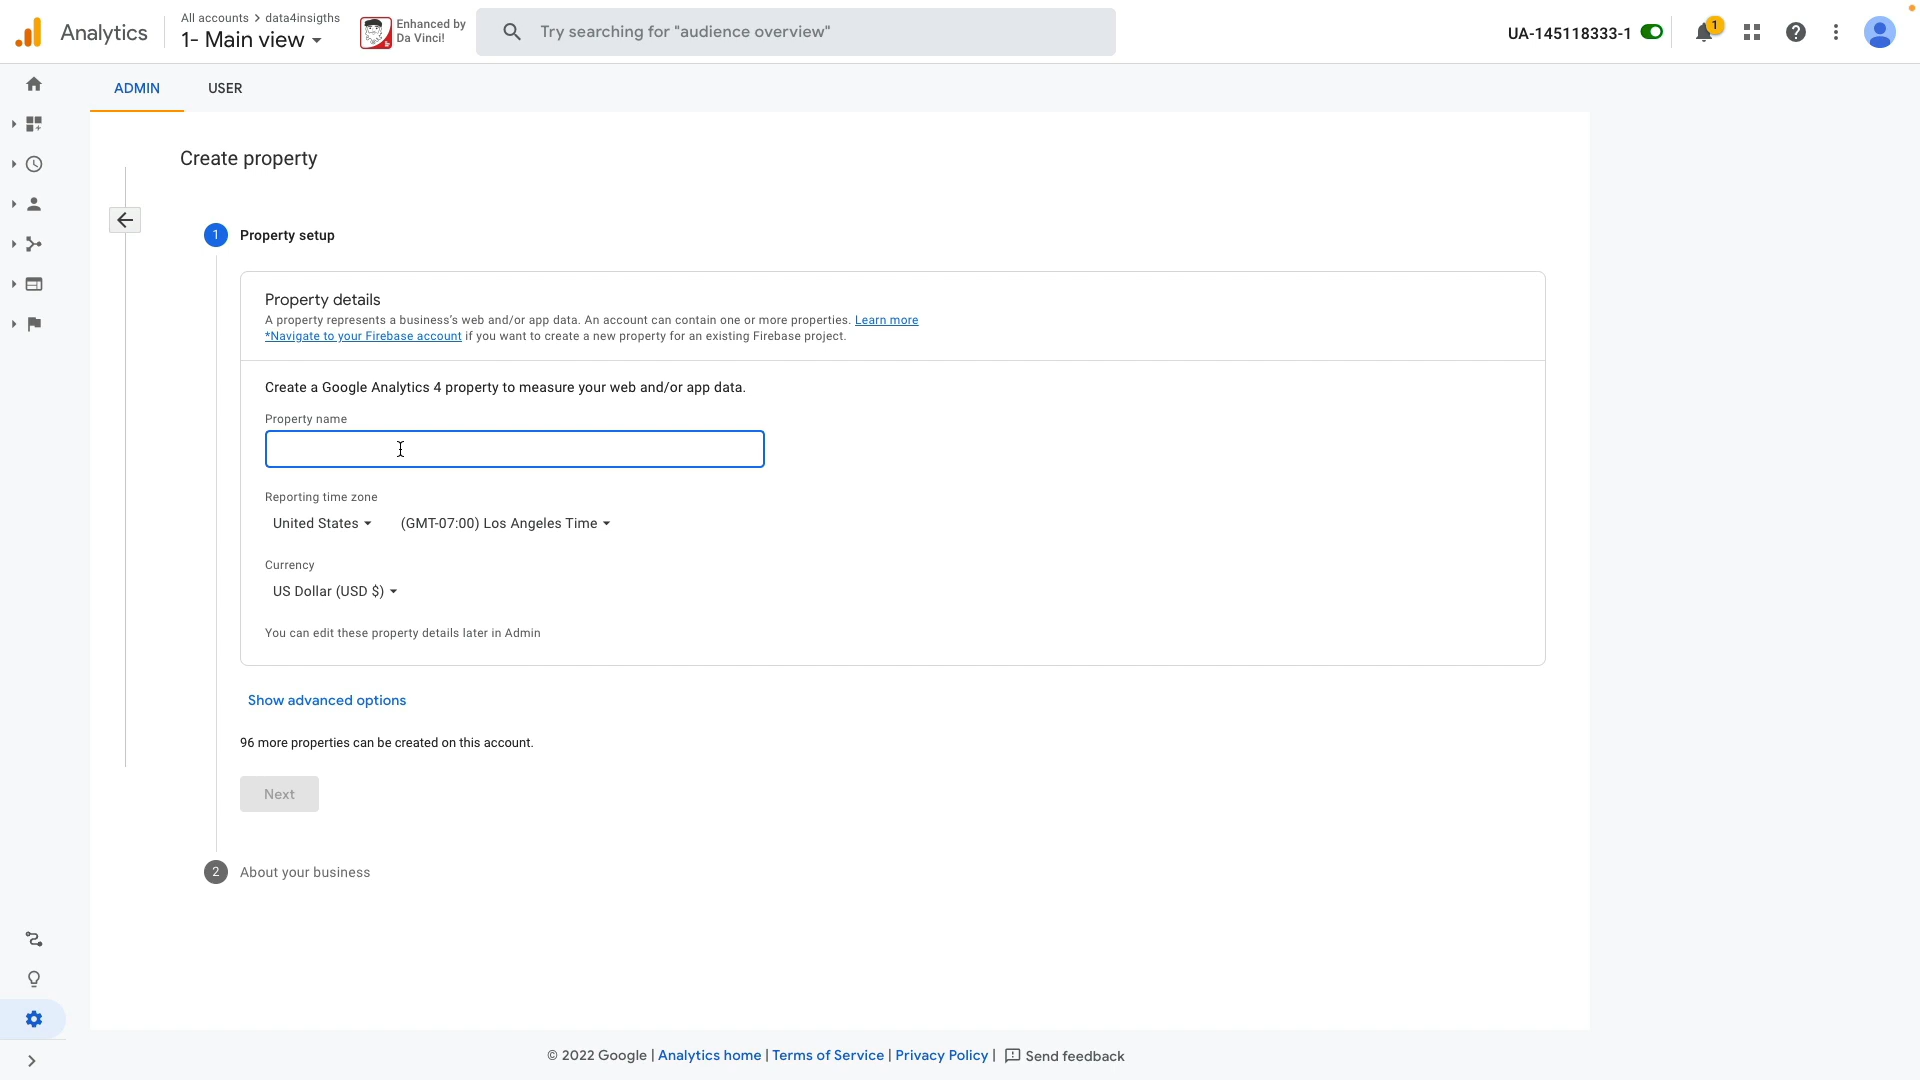 Analytics
All accounts > data4insigths
1- Main view
Enhanced by
Da Vinci!
Try searching for "audience overview"
UA-145118333-1
1
ADMIN
USER
Create property
1
Property setup
Property details
A property represents a business's web and/or app data. An account can contain one or more properties. Learn more
*Navigate to your Firebase account if you want to create a new property for an existing Firebase project.
Create a Google Analytics 4 property to measure your web and/or app data.
Property name
Reporting time zone
United States
(GMT-07:00) Los Angeles Time
Currency
US Dollar (USD $)
You can edit these property details later in Admin
Show advanced options
96 more properties can be created on this account.
Next
2
About your business
© 2022 Google | Analytics home | Terms of Service | Privacy Policy | Send feedback